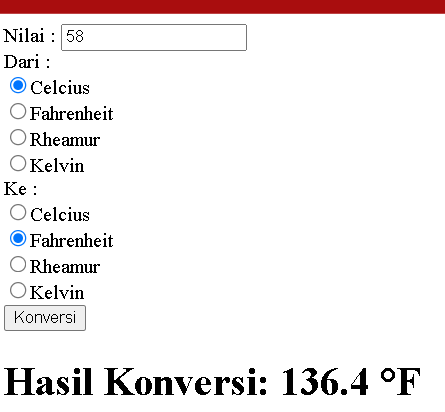 Nilai : 58
Dari :
Celcius
Fahrenheit
Rheamur
Kelvin
Ke :
Celcius
Fahrenheit
Rheamur
Kelvin
Konversi
Hasil Konversi: 136.4 °F